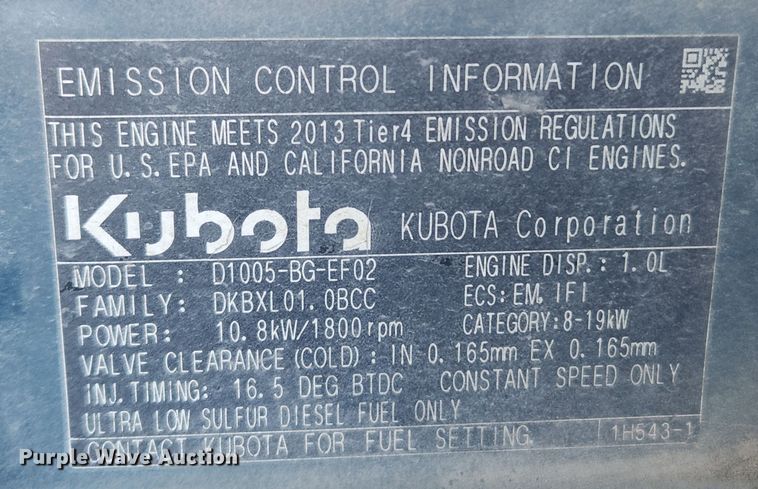 EMISSION CONTROL INFORMATION
THIS ENGINE MEETS 2013 Tier4 EMISSION REGULATIONS
FOR U.S. EPA AND CALIFORNIA NONROAD CI ENGINES.
Kubota KUBOTA Corporation
MODEL : D1005-BG-EF02 ENGINE DISP.: 1.0L
FAMILY: DKBXL01.0BCC ECS: EM, IFI
POWER: 10.8kW/1800rpm CATEGORY:8-19kW
VALVE CLEARANCE (COLD) : IN 0.165mm EX 0.165mm
INJ. TIMING: 16.5 DEG BTDC CONSTANT SPEED ONLY
ULTRA LOW SULFUR DIESEL FUEL ONLY
CONTACT KUBOTA FOR FUEL SETTING. 1H543-1
Purple Wave Auction